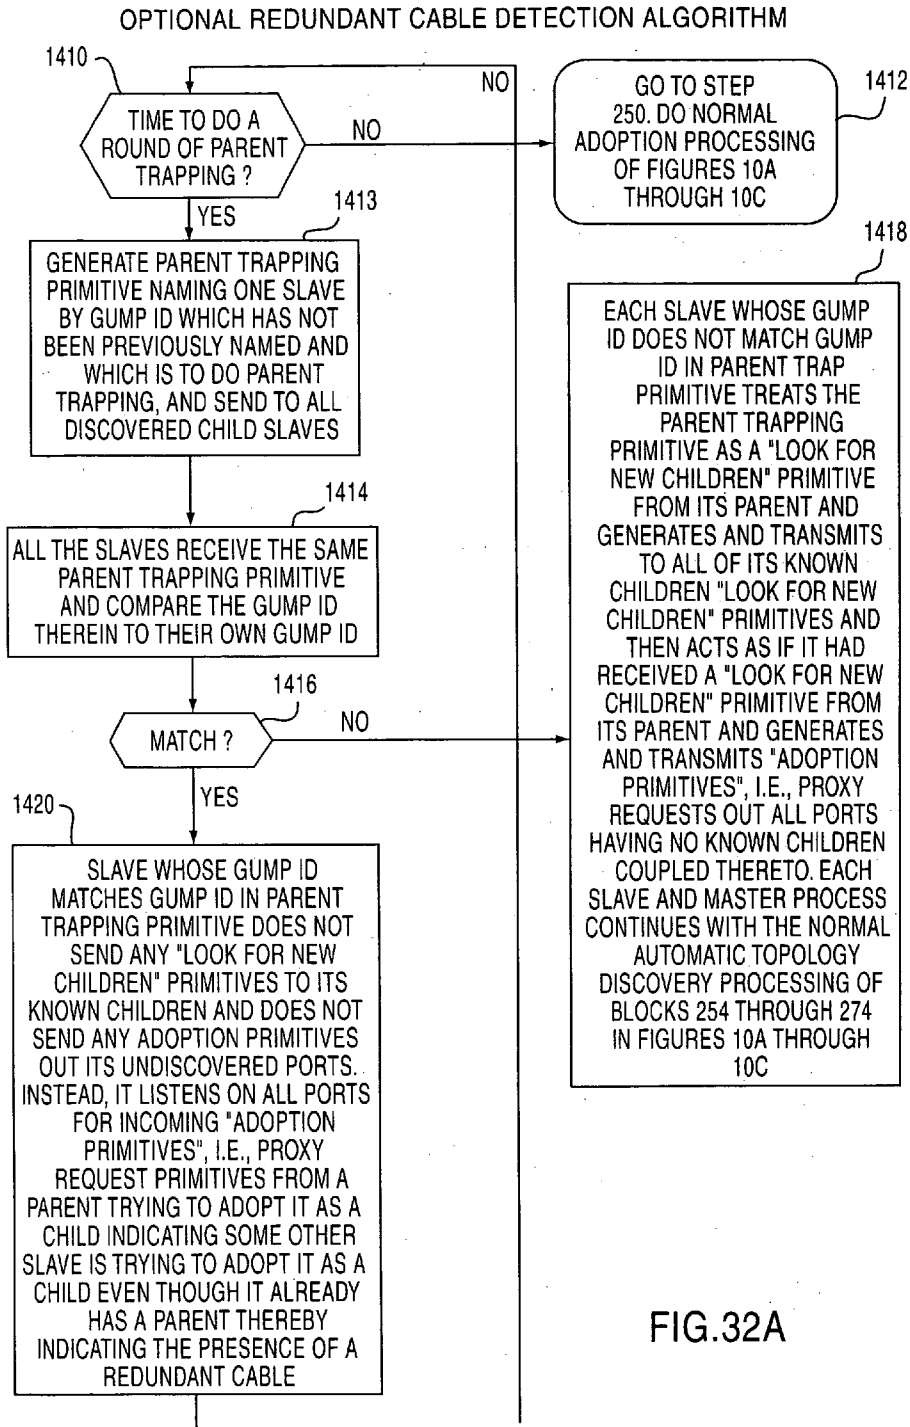 OPTIONAL REDUNDANT CABLE DETECTION ALGORITHM
1410
TIME TO DO A
ROUND OF PARENT
TRAPPING ?
NO
NO
YES
1412
GO TO STEP
250. DO NORMAL
ADOPTION PROCESSING
OF FIGURES 10A
THROUGH 10C
1413
GENERATE PARENT TRAPPING
PRIMITIVE NAMING ONE SLAVE
BY GUMP ID WHICH HAS NOT
BEEN PREVIOUSLY NAMED AND
WHICH IS TO DO PARENT
TRAPPING, AND SEND TO ALL
DISCOVERED CHILD SLAVES
1414
ALL THE SLAVES RECEIVE THE SAME
PARENT TRAPPING PRIMITIVE
AND COMPARE THE GUMP ID
THEREIN TO THEIR OWN GUMP ID
1416
MATCH ?
NO
YES
1418
EACH SLAVE WHOSE GUMP
ID DOES NOT MATCH GUMP
ID IN PARENT TRAP
PRIMITIVE TREATS THE
PARENT TRAPPING
PRIMITIVE AS A "LOOK FOR
NEW CHILDREN" PRIMITIVE
FROM ITS PARENT AND
GENERATES AND TRANSMITS
TO ALL OF ITS KNOWN
CHILDREN "LOOK FOR NEW
CHILDREN" PRIMITIVES AND
THEN ACTS AS IF IT HAD
RECEIVED A "LOOK FOR NEW
CHILDREN" PRIMITIVE FROM
ITS PARENT AND GENERATES
AND TRANSMITS "ADOPTION
PRIMITIVES", I.E., PROXY
REQUESTS OUT ALL PORTS
HAVING NO KNOWN CHILDREN
COUPLED THERETO. EACH
SLAVE AND MASTER PROCESS
CONTINUES WITH THE NORMAL
AUTOMATIC TOPOLOGY
DISCOVERY PROCESSING OF
BLOCKS 254 THROUGH 274
IN FIGURES 10A THROUGH
10C
1420
SLAVE WHOSE GUMP ID
MATCHES GUMP ID IN PARENT
TRAPPING PRIMITIVE DOES NOT
SEND ANY "LOOK FOR NEW
CHILDREN" PRIMITIVES TO ITS
KNOWN CHILDREN AND DOES NOT
SEND ANY ADOPTION PRIMITIVES
OUT ITS UNDISCOVERED PORTS.
INSTEAD, IT LISTENS ON ALL PORTS
FOR INCOMING "ADOPTION
PRIMITIVES", I.E., PROXY
REQUEST PRIMITIVES FROM A
PARENT TRYING TO ADOPT IT AS A
CHILD INDICATING SOME OTHER
SLAVE IS TRYING TO ADOPT IT AS A
CHILD EVEN THOUGH IT ALREADY
HAS A PARENT THEREBY
INDICATING THE PRESENCE OF A
REDUNDANT CABLE
FIG.32A